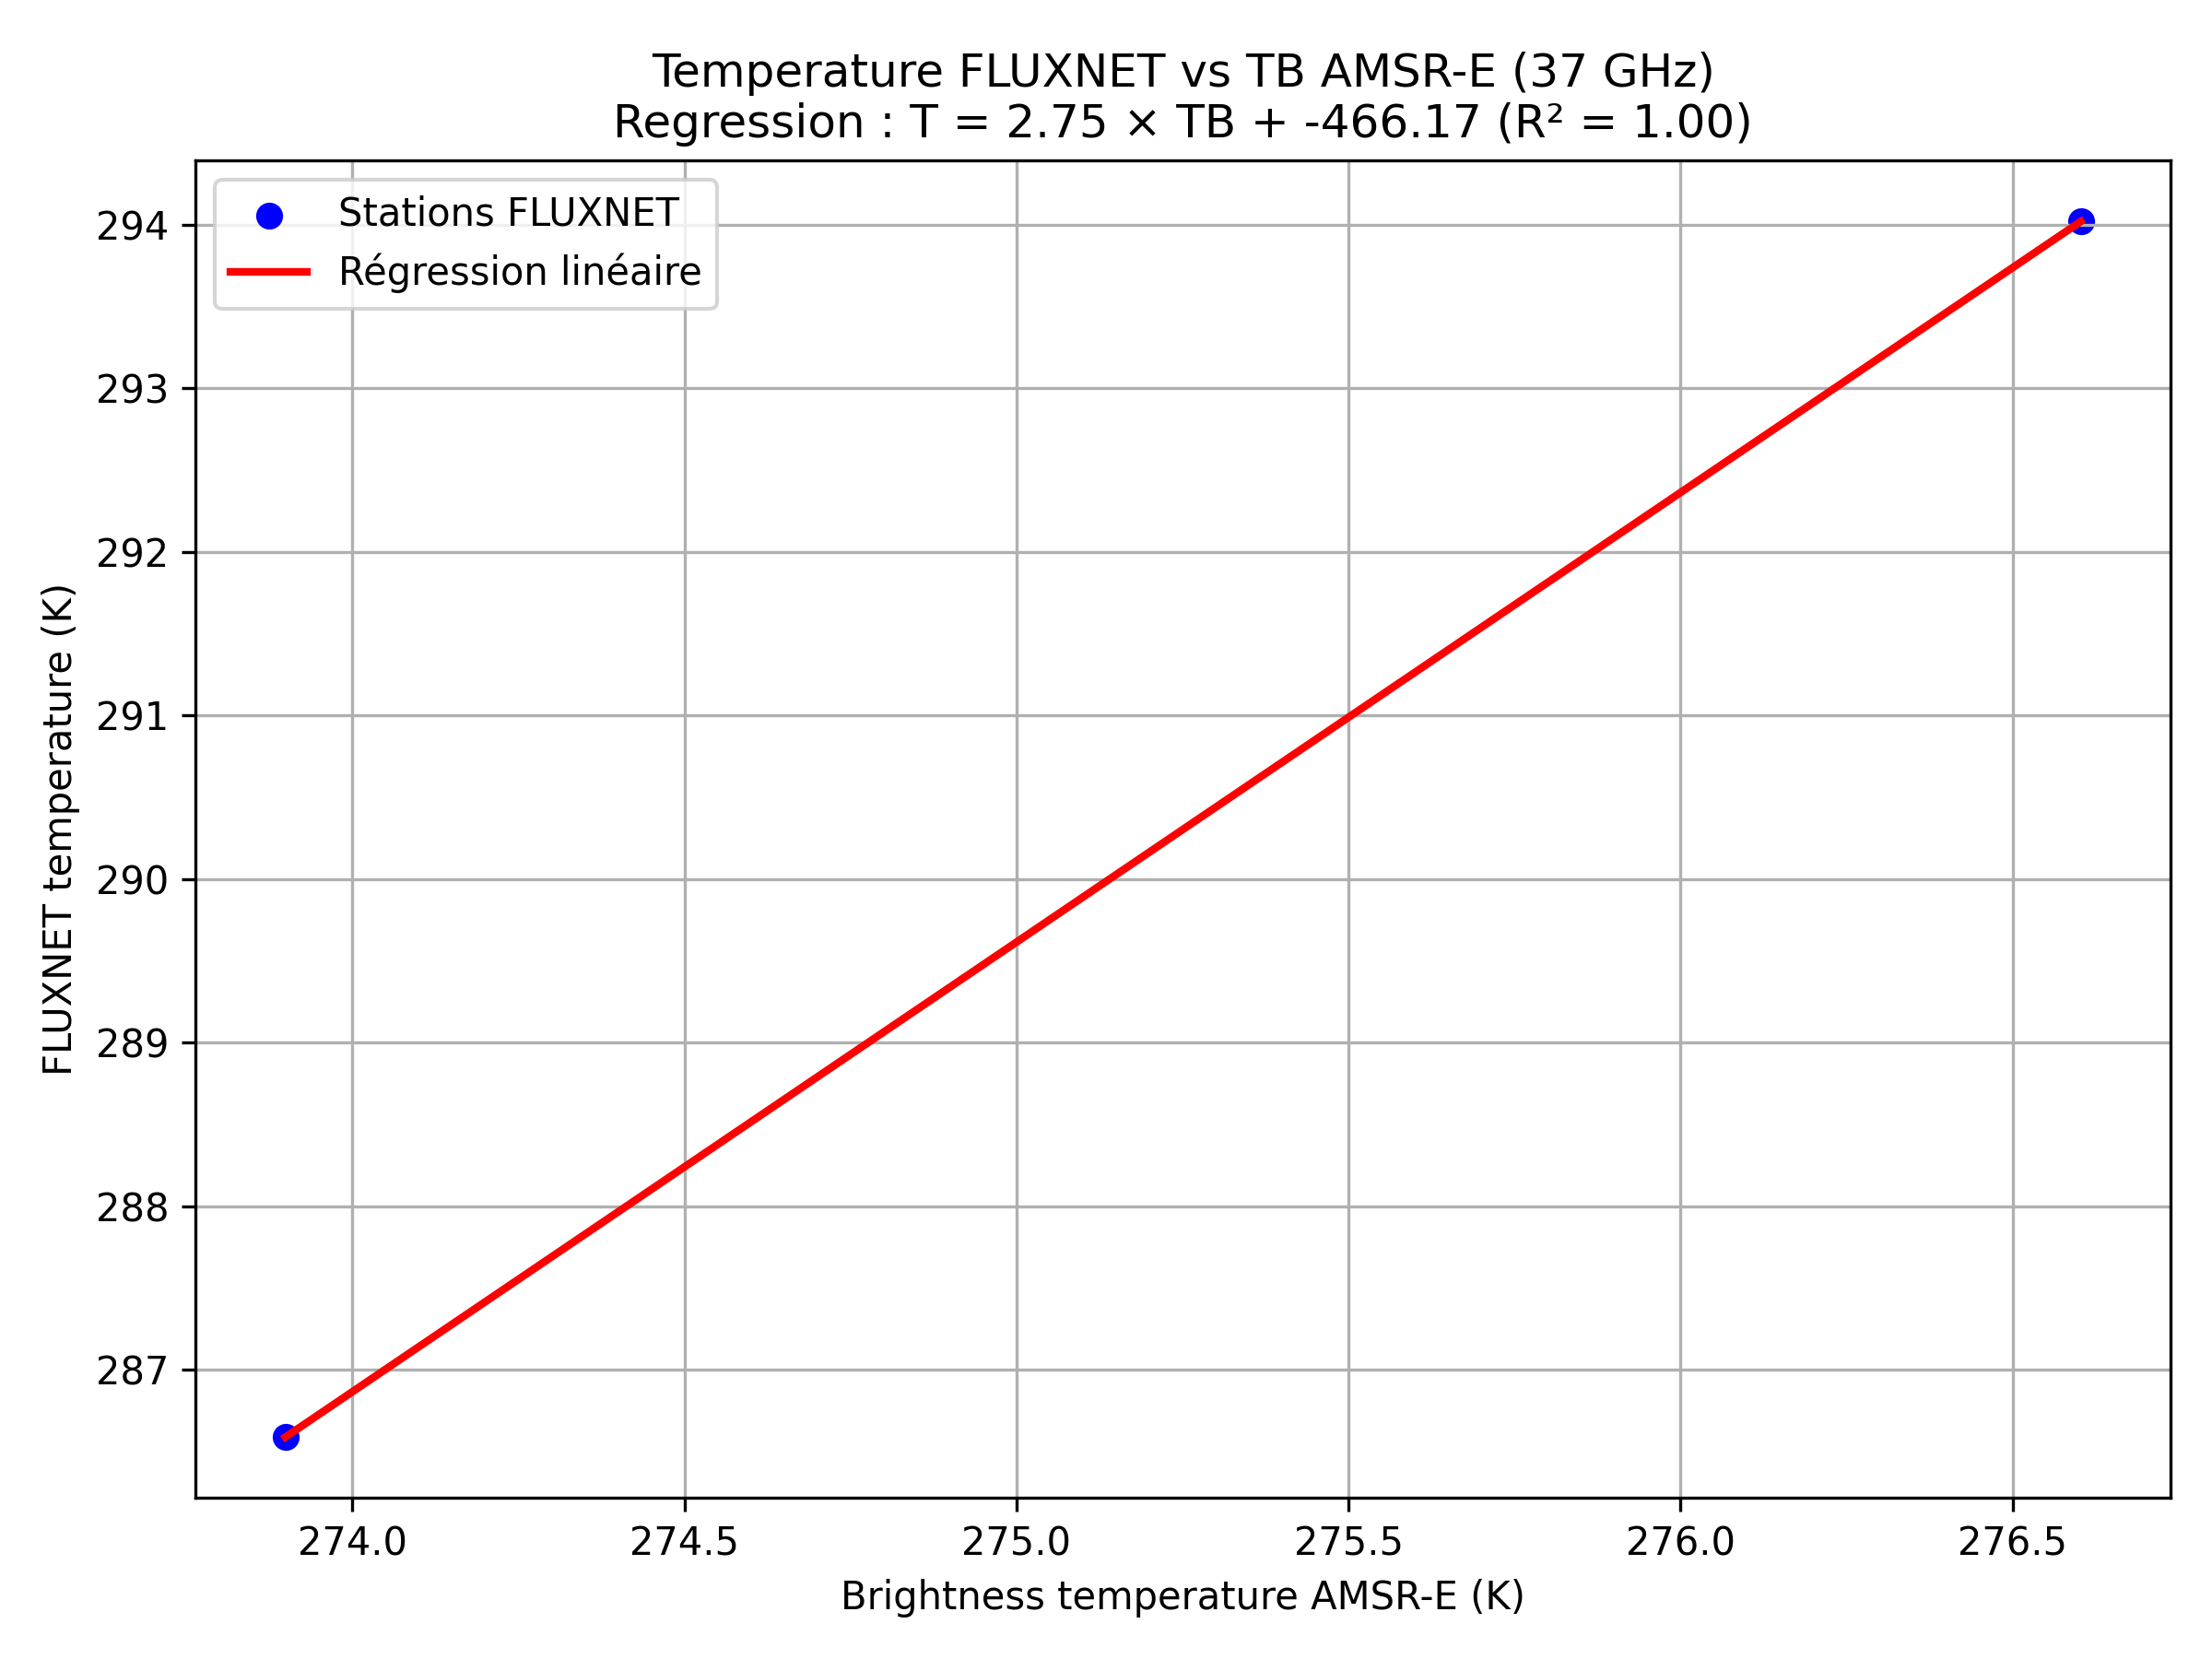 Temperature FLUXNET vs TB AMSR-E (37 GHz)
Regression : T = 2.75 × TB + -466.17 (R² = 1.00)
Stations FLUXNET
Régression linéaire
FLUXNET temperature (K)
294
293
292
291
290
289
288
287
274.0 274.5 275.0 275.5 276.0 276.5
Brightness temperature AMSR-E (K)